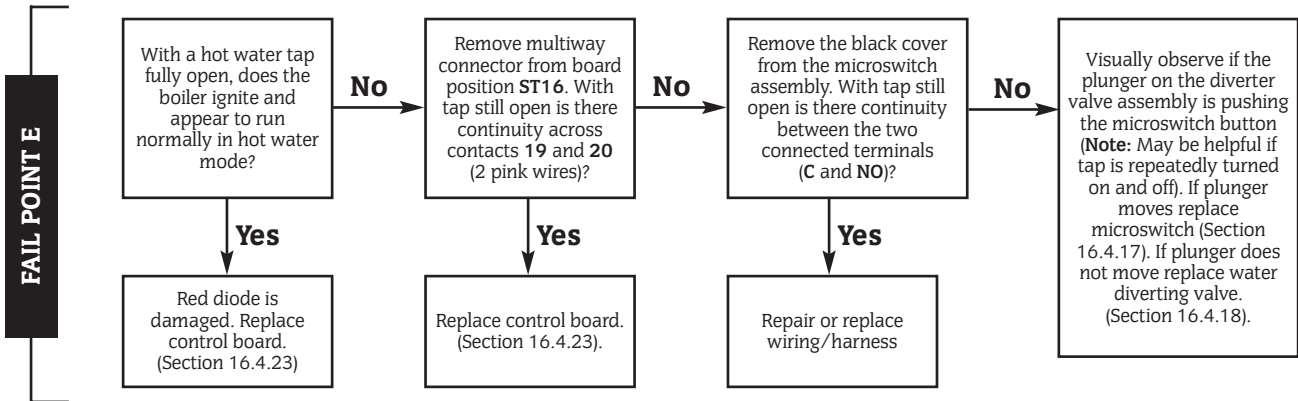 FAIL POINT E
With a hot water tap
fully open, does the
boiler ignite and
appear to run
normally in hot water
mode?
No
Remove multiway
connector from board
position ST16. With
tap still open is there
continuity across
contacts 19 and 20
(2 pink wires)?
No
Remove the black cover
from the microswitch
assembly. With tap still
open is there continuity
between the two
connected terminals
(C and NO)?
No
Visually observe if the
plunger on the diverter
valve assembly is pushing
the microswitch button
(Note: May be helpful if
tap is repeatedly turned
on and off). If plunger
moves replace
microswitch (Section
16.4.17). If plunger does
not move replace water
diverting valve.
(Section 16.4.18).
Yes
Yes
Yes
Red diode is
damaged. Replace
control board.
(Section 16.4.23)
Replace control board.
(Section 16.4.23).
Repair or replace
wiring/harness